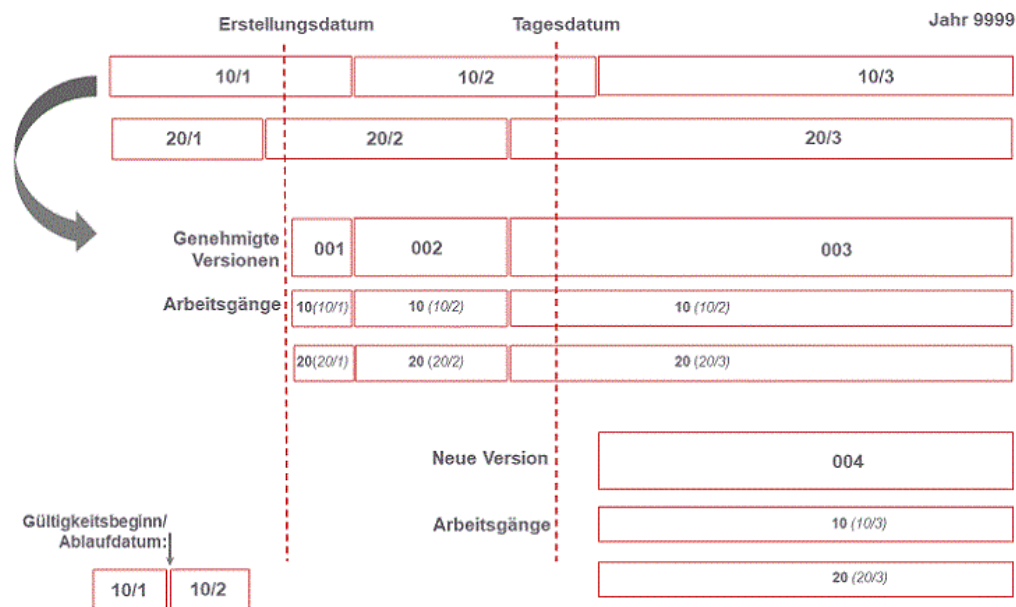 Erstellungsdatum
Tagesdatum
Jahr 9999
10/1
10/2
10/3
20/1
20/2
20/3
Genehmigte
Versionen
001
002
003
Arbeitsgänge
10(10/1)
10 (10/2)
10 (10/2)
20(20/1)
20 (20/2)
20 (20/3)
Neue Version
004
Arbeitsgänge
10 (10/3)
20 (20/3)
Gültigkeitsbeginn/
Ablaufdatum:
10/1
10/2